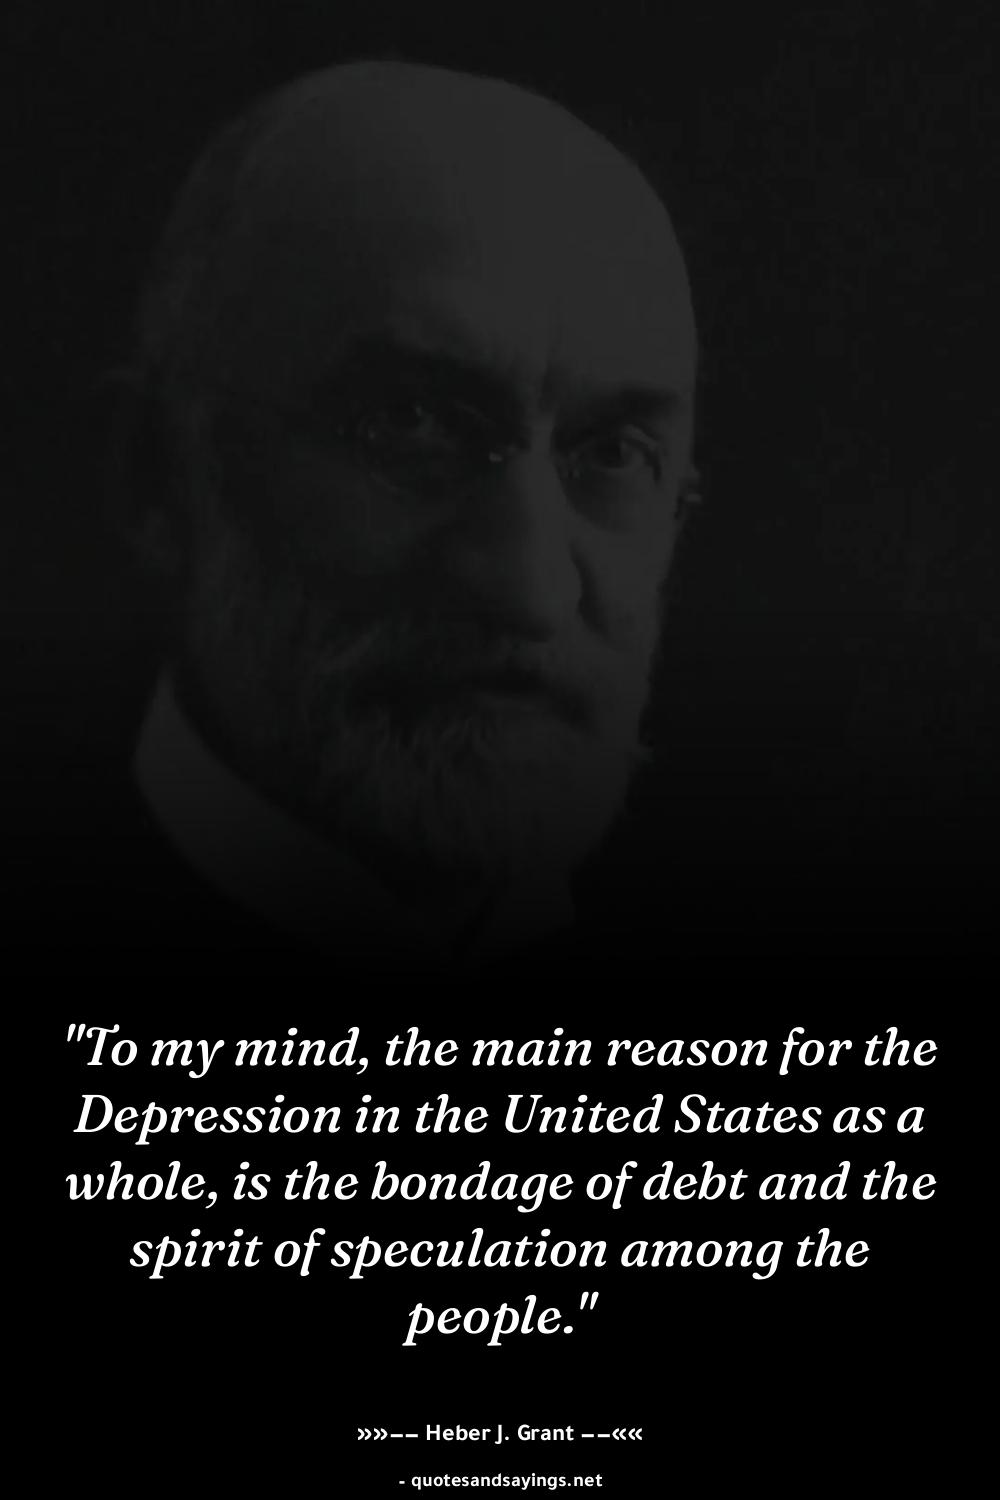 "To my mind, the main reason for the
Depression in the United States as a
whole, is the bondage of debt and the
spirit of speculation among the
people."
»»–– Heber J. Grant ––««
- quotesandsayings.net